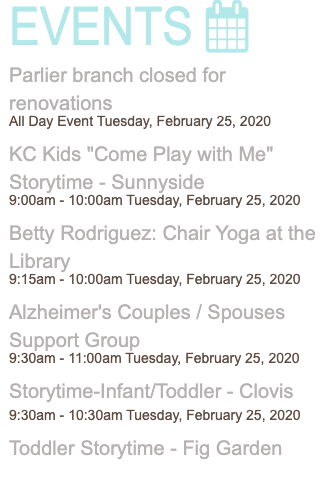 EVENTS
Parlier branch closed for
renovations
All Day Event Tuesday, February 25, 2020
KC Kids "Come Play with Me"
Storytime - Sunnyside
9:00am - 10:00am Tuesday, February 25, 2020
Betty Rodriguez: Chair Yoga at the
Library
9:15am - 10:00am Tuesday, February 25, 2020
Alzheimer's Couples / Spouses
Support Group
9:30am - 11:00am Tuesday, February 25, 2020
Storytime-Infant/Toddler - Clovis
9:30am - 10:30am Tuesday, February 25, 2020
Toddler Storytime - Fig Garden